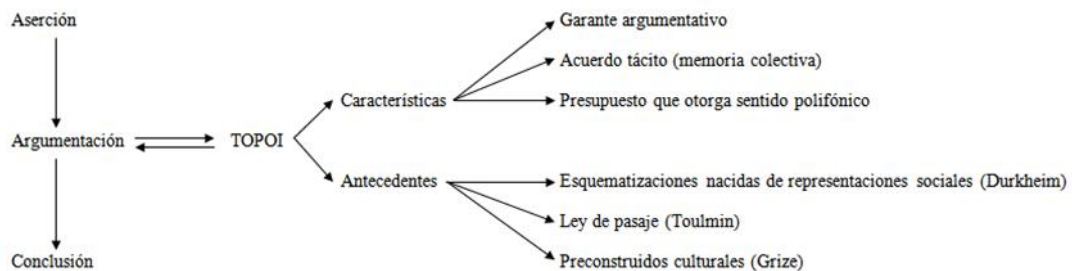 Aserción
Argumentación
Conclusión
TOPOI
Características
Garante argumentativo
Acuerdo tácito (memoria colectiva)
Presupuesto que otorga sentido polifónico
Antecedentes
Esquematizaciones nacidas de representaciones sociales (Durkheim)
Ley de pasaje (Toulmin)
Preconstruidos culturales (Grize)